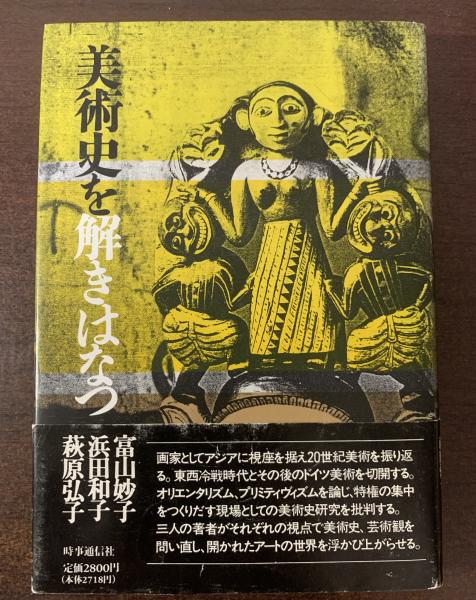 美術史を解きはなつ
富山妙子
浜田和子
萩原弘子
時事通信社
定価2800円
(本体2718円)
画家としてアジアに視座を据え20世紀美術を振り返
る。東西冷戦時代とその後のドイツ美術を切開する。
オリエンタリズム、プリミティヴィズムを論じ、特権の集中
をつくりだす現場としての美術史研究を批判する。
三人の著者がそれぞれの視点で美術史、芸術観を
問い直し、開かれたアートの世界を浮かび上がらせる。